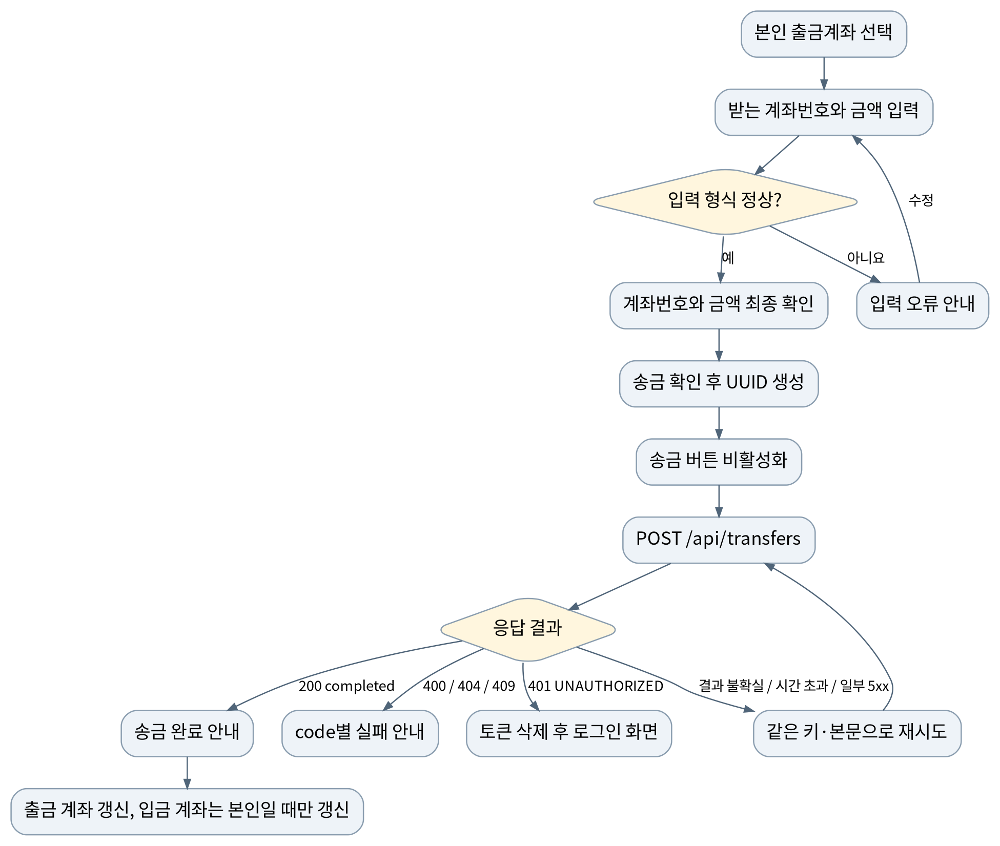 본인 출금계좌 선택
받는 계좌번호와 금액 입력
입력 형식 정상?
수정
예
아니요
계좌번호와 금액 최종 확인
입력 오류 안내
송금 확인 후 UUID 생성
송금 버튼 비활성화
POST /api/transfers
응답 결과
200 completed
400 / 404 / 409
401 UNAUTHORIZED
결과 불확실 / 시간 초과 / 일부 5xx
송금 완료 안내
code별 실패 안내
토큰 삭제 후 로그인 화면
같은 키·본문으로 재시도
출금 계좌 갱신, 입금 계좌는 본인일 때만 갱신